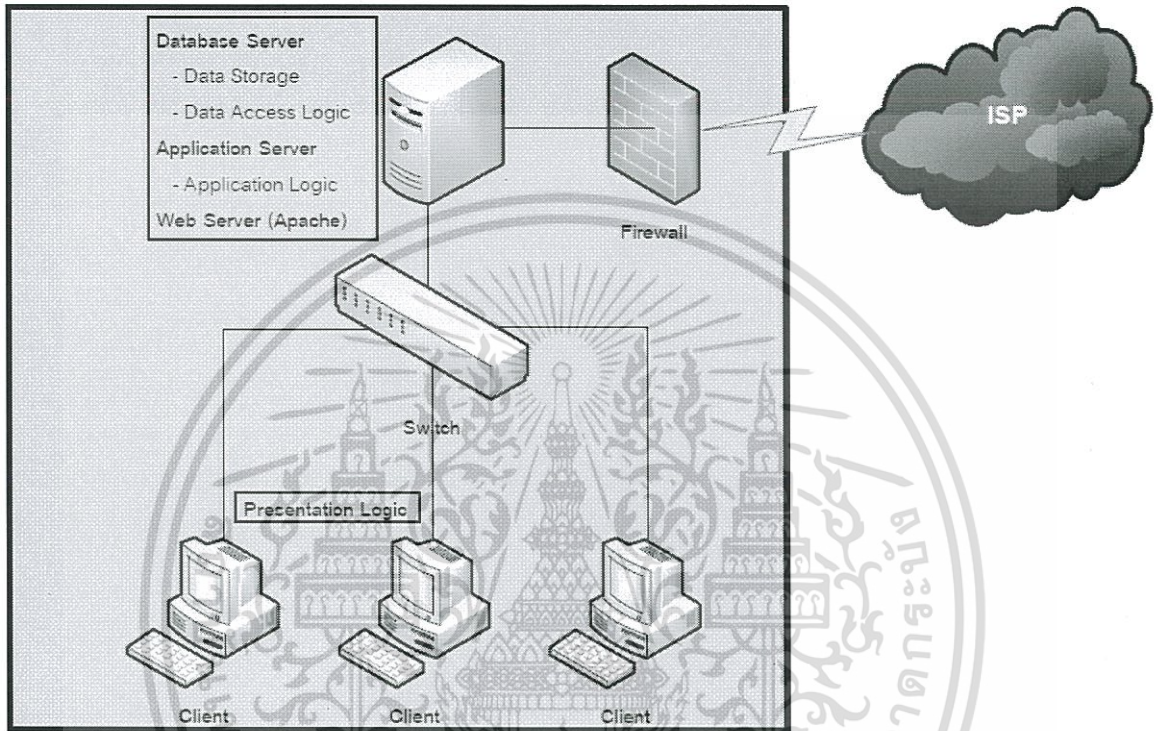 Database Server
- Data Storage
- Data Access Logic
Application Server
- Application Logic
Web Server (Apache)
ISP
Firewall
Switch
Presentation Logic
Client
Client
Client